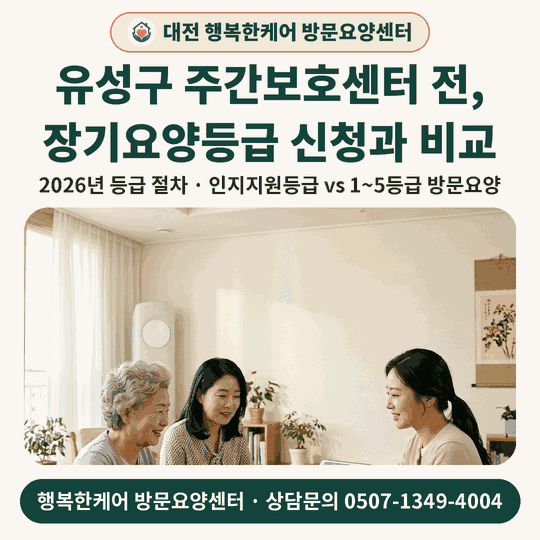 대전 행복한케어 방문요양센터
유성구 주간보호센터 전,
장기요양등급 신청과 비교
2026년 등급 절차 · 인지지원등급 vs 1~5등급 방문요양
행복한케어 방문요양센터 · 상담문의 0507-1349-4004